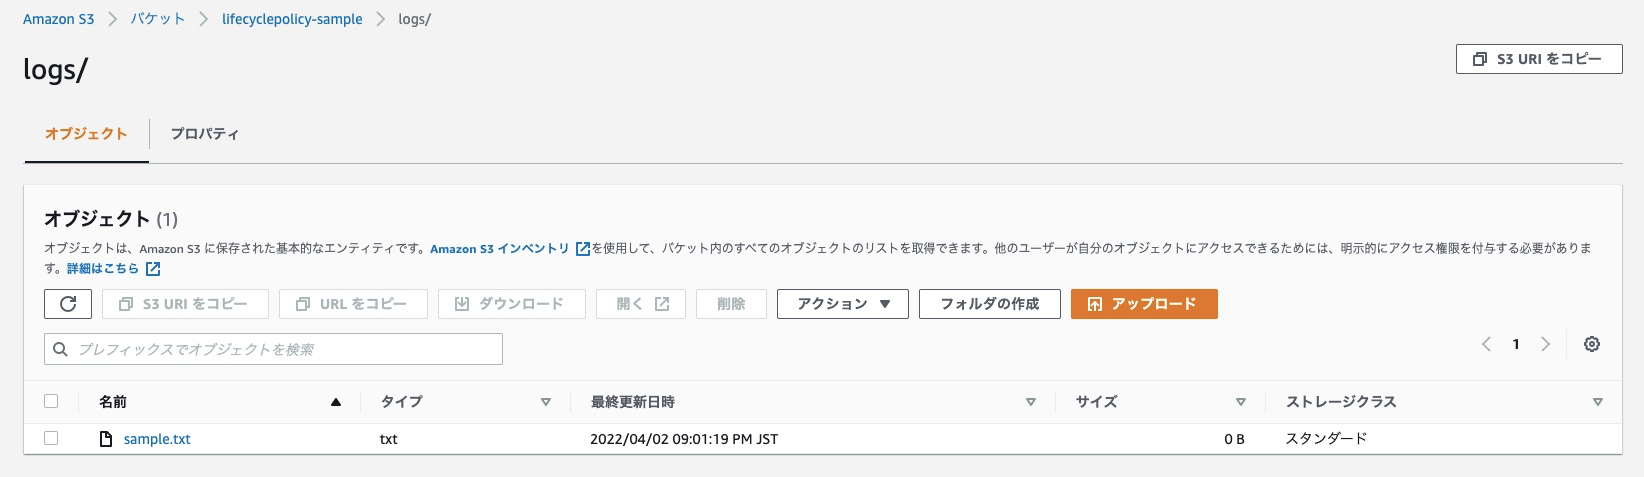 Amazon S3 > バケット > lifecyclepolicy-sample > logs/
logs/
S3 URI をコピー
オブジェクト プロパティ
オブジェクト (1)
オブジェクトは、Amazon S3 に保存された基本的なエンティティです。Amazon S3 インベントリ を使用して、バケット内のすべてのオブジェクトのリストを取得できます。他のユーザーが自分のオブジェクトにアクセスできるためには、明示的にアクセス権限を付与する必要がありま
す。詳細はこちら
S3 URI をコピー URL をコピー ダウンロード 開く 削除 アクション フォルダの作成 アップロード
プレフィックスでオブジェクトを検索
1
名前 タイプ 最終更新日時 サイズ ストレージクラス
sample.txt txt 2022/04/02 09:01:19 PM JST 0 B スタンダード